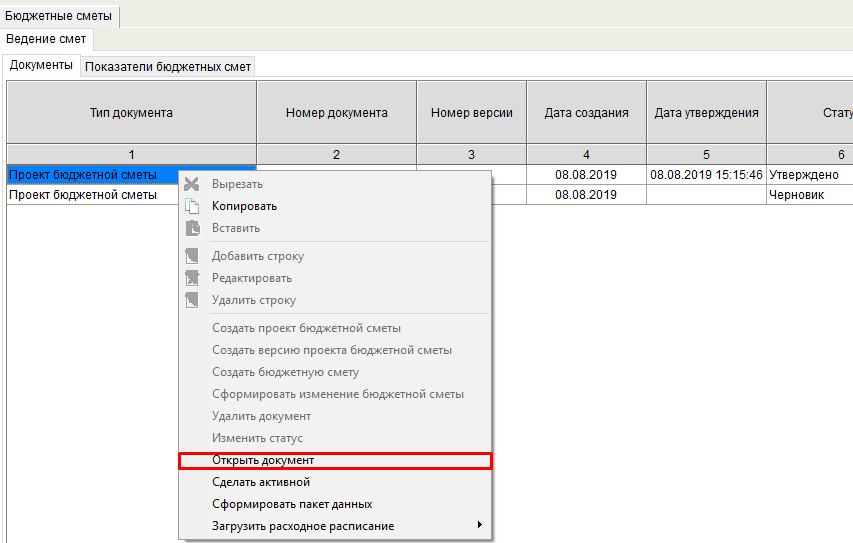 Бюджетные сметы
Ведение смет
Документы Показатели бюджетных смет
Тип документа Номер документа Номер версии Дата создания Дата утверждения Стату
1 2 3 4 5 6
Проект бюджетной сметы 08.08.2019 08.08.2019 15:15:46 Утверждено
Проект бюджетной сметы 08.08.2019 Черновик
Вырезать
Копировать
Вставить
Добавить строку
Редактировать
Удалить строку
Создать проект бюджетной сметы
Создать версию проекта бюджетной сметы
Создать бюджетную смету
Сформировать изменение бюджетной сметы
Удалить документ
Изменить статус
Открыть документ
Сделать активной
Сформировать пакет данных
Загрузить расходное расписание